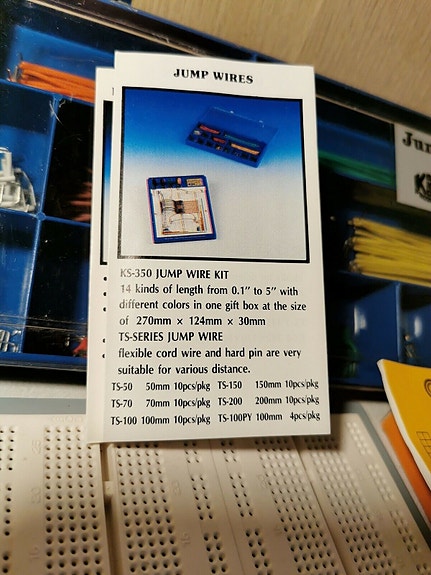 JUMP WIRES
KS-350 JUMP WIRE KIT
14 kinds of length from 0.1" to 5" with
different colors in one gift box at the size
of 270mm × 124mm × 30mm
TS-SERIES JUMP WIRE
flexible cord wire and hard pin are very
suitable for various distance.
TS-50 50mm 10pcs/pkg TS-150 150mm 10pcs/pkg
TS-70 70mm 10pcs/pkg TS-200 200mm 10pcs/pkg
TS-100 100mm 10pcs/pkg TS-100PY 100mm 4pcs/pkg